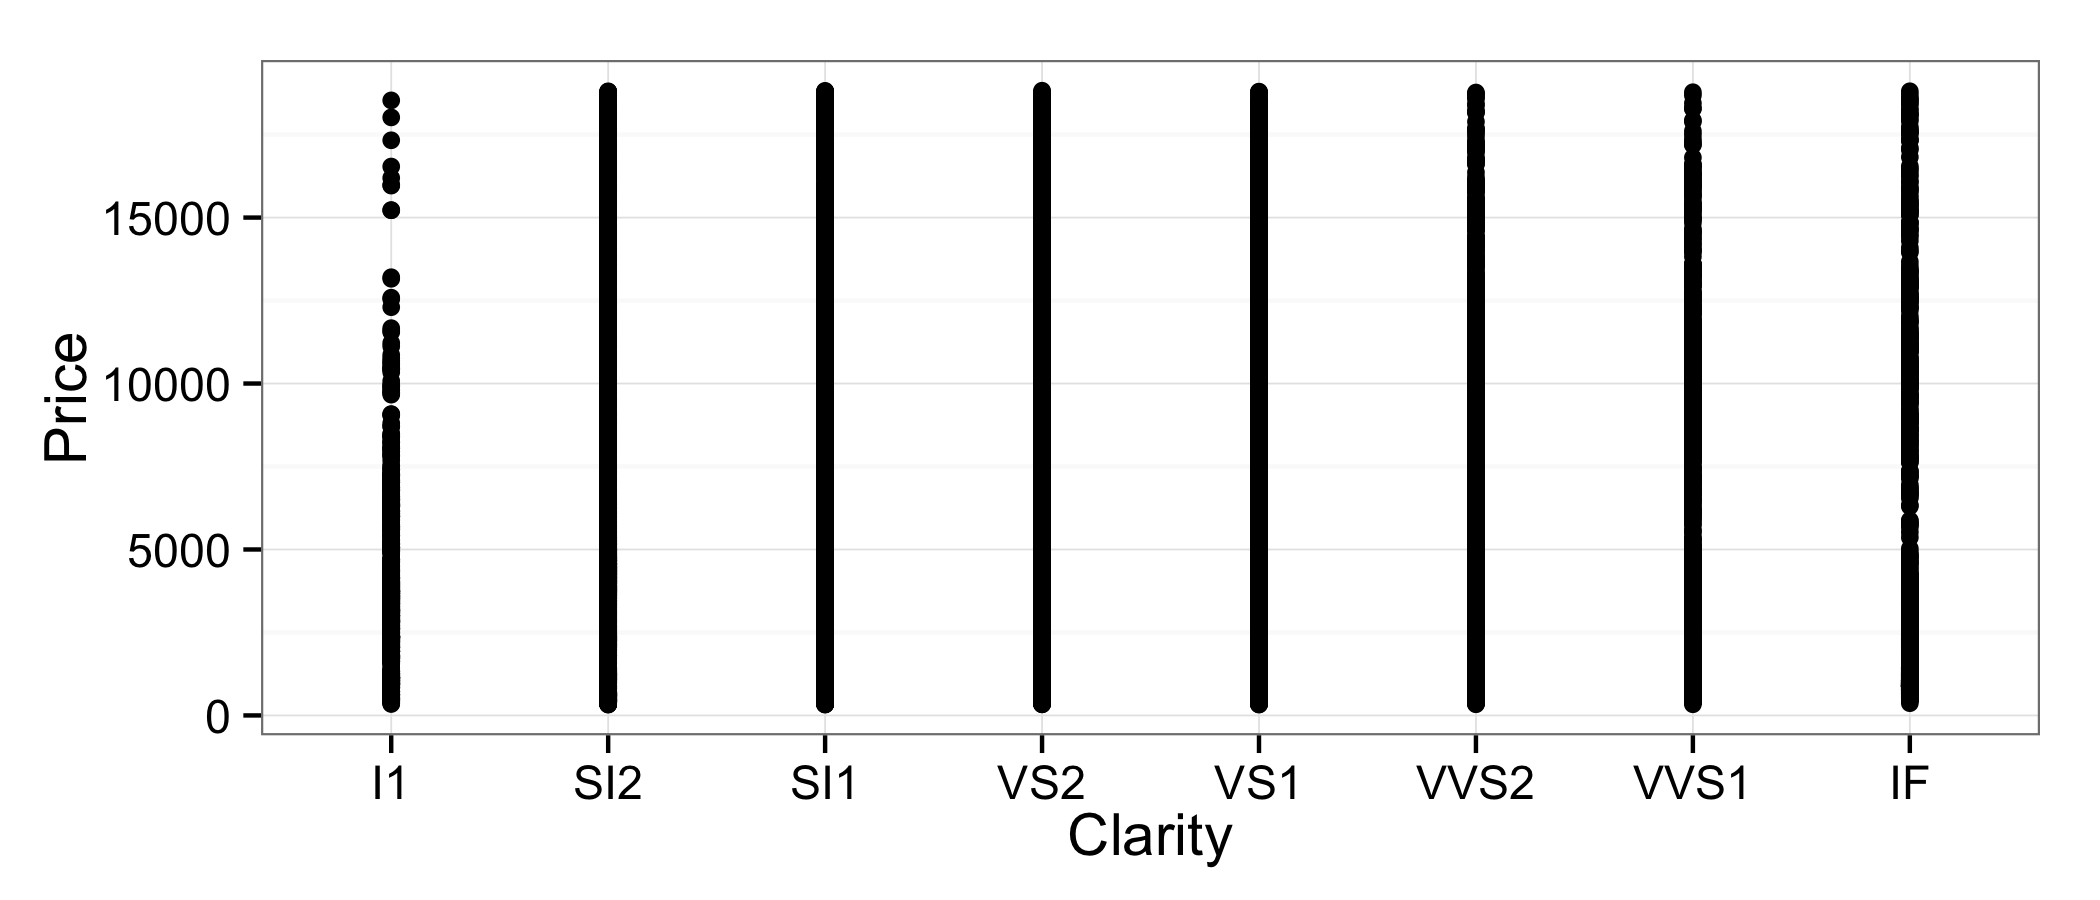 Price
15000
10000
5000
0
I1 SI2 SI1 VS2 VS1 VVS2 VVS1 IF
Clarity